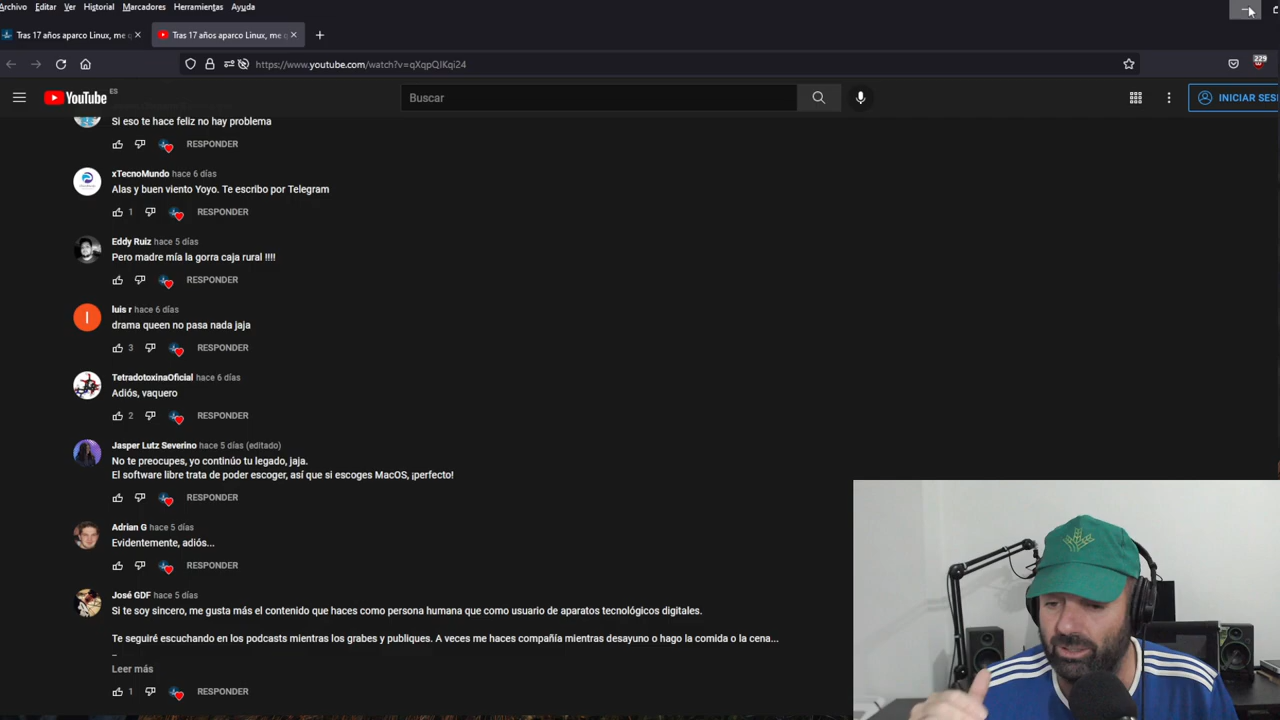 Archivo Editar Ver Historial Marcadores Herramientas Ayuda
Tras 17 años aparco Linux, me q
Tras 17 años aparco Linux, me q
https://www.youtube.com/watch?v=qXqpQIKqi24
229
YouTube ES
Buscar
INICIAR SESI
Si eso te hace feliz no hay problema
RESPONDER
xTecnoMundo hace 6 días
Alas y buen viento Yoyo. Te escribo por Telegram
1 RESPONDER
Eddy Ruiz hace 5 días
Pero madre mía la gorra caja rural !!!!
RESPONDER
l
luis r hace 6 días
drama queen no pasa nada jaja
3 RESPONDER
TetradotoxinaOficial hace 6 días
Adiós, vaquero
2 RESPONDER
Jasper Lutz Severino hace 5 días (editado)
No te preocupes, yo continúo tu legado, jaja.
El software libre trata de poder escoger, así que si escoges MacOS, ¡perfecto!
RESPONDER
Adrian G hace 5 días
Evidentemente, adiós...
RESPONDER
José GDF hace 5 días
Si te soy sincero, me gusta más el contenido que haces como persona humana que como usuario de aparatos tecnológicos digitales.
Te seguiré escuchando en los podcasts mientras los grabes y publiques. A veces me haces compañía mientras desayuno o hago la comida o la cena...
_
Leer más
1 RESPONDER